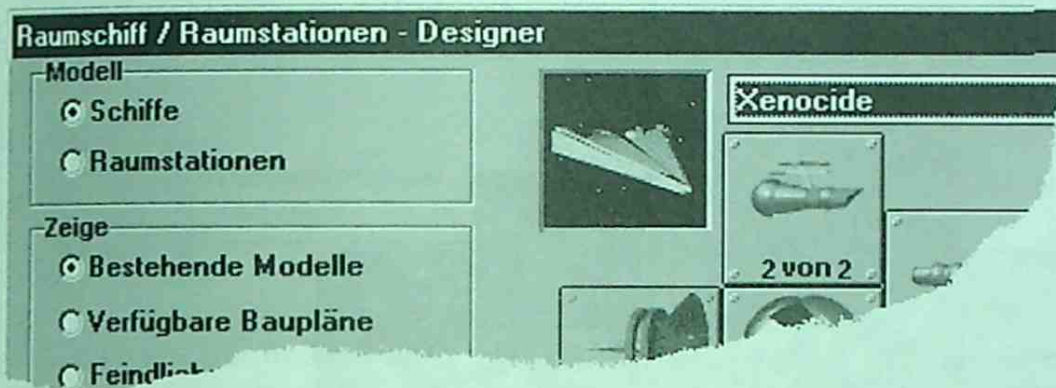 Raumschiff / Raumstationen - Designer
Modell
Schiffe
Raumstationen
Zeige
Bestehende Modelle
Verfügbare Baupläne
Xenocide
2 von 2